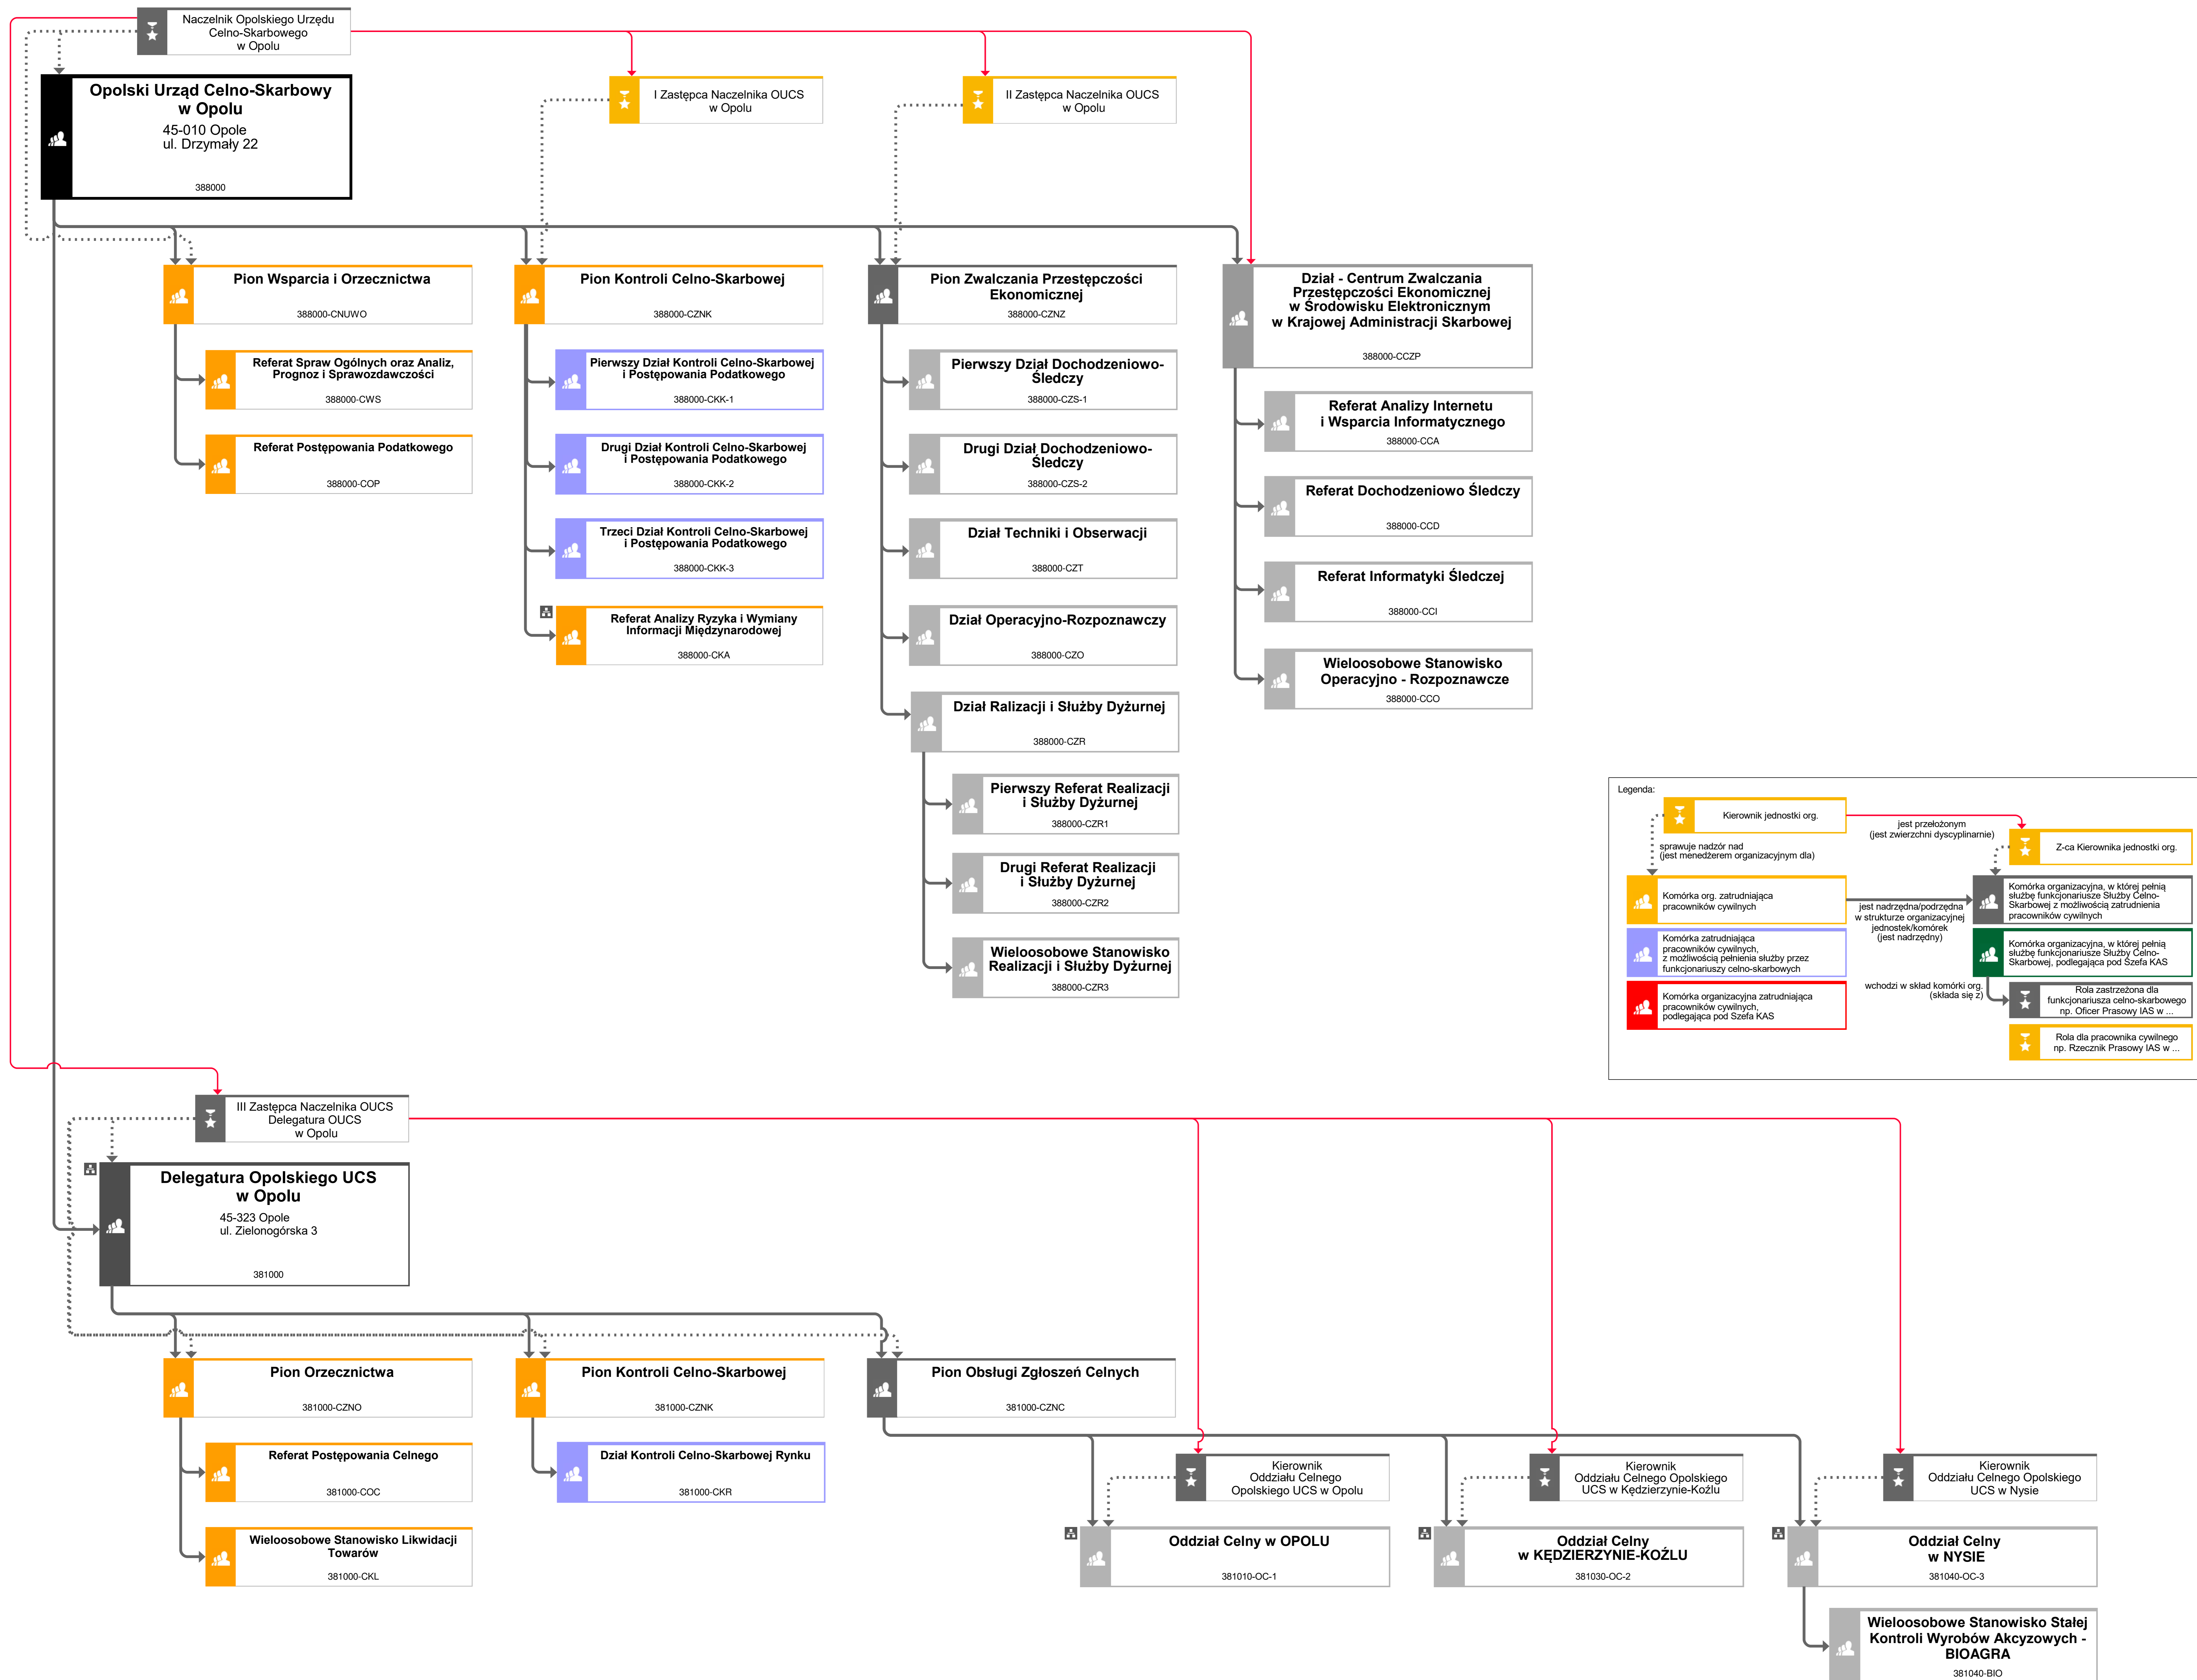 Naczelnik Opolskiego Urzędu
Celno-Skarbowego
w Opolu
Opolski Urząd Celno-Skarbowy
w Opolu
45-010 Opole
ul. Drzymały 22
388000
I Zastępca Naczelnika OUCS
w Opolu
II Zastępca Naczelnika OUCS
w Opolu
Pion Wsparcia i Orzecznictwa
388000-CNUWO
Referat Spraw Ogólnych oraz Analiz,
Prognoz i Sprawozdawczości
388000-CWS
Referat Postępowania Podatkowego
388000-COP
Pion Kontroli Celno-Skarbowej
388000-CZNK
Pierwszy Dział Kontroli Celno-Skarbowej
i Postępowania Podatkowego
388000-CKK-1
Drugi Dział Kontroli Celno-Skarbowej
i Postępowania Podatkowego
388000-CKK-2
Trzeci Dział Kontroli Celno-Skarbowej
i Postępowania Podatkowego
388000-CKK-3
Referat Analizy Ryzyka i Wymiany
Informacji Międzynarodowej
388000-CKA
Pion Zwalczania Przestępczości
Ekonomicznej
388000-CZNZ
Pierwszy Dział Dochodzeniowo-
Śledczy
388000-CZS-1
Drugi Dział Dochodzeniowo-
Śledczy
388000-CZS-2
Dział Techniki i Obserwacji
388000-CZT
Dział Operacyjno-Rozpoznawczy
388000-CZO
Dział Ralizacji i Służby Dyżurnej
388000-CZR
Pierwszy Referat Realizacji
i Służby Dyżurnej
388000-CZR1
Drugi Referat Realizacji
i Służby Dyżurnej
388000-CZR2
Wieloosobowe Stanowisko
Realizacji i Służby Dyżurnej
388000-CZR3
Dział - Centrum Zwalczania
Przestępczości Ekonomicznej
w Środowisku Elektronicznym
w Krajowej Administracji Skarbowej
388000-CCZP
Referat Analizy Internetu
i Wsparcia Informatycznego
388000-CCA
Referat Dochodzeniowo Śledczy
388000-CCD
Referat Informatyki Śledczej
388000-CCI
Wieloosobowe Stanowisko
Operacyjno - Rozpoznawcze
388000-CCO
Legenda:
Kierownik jednostki org.
jest przełożonym
(jest zwierzchni dyscyplinarnie)
Z-ca Kierownika jednostki org.
sprawuje nadzór nad
(jest menedżerem organizacyjnym dla)
Komórka org. zatrudniająca
pracowników cywilnych
jest nadrzędna/podrzędna
w strukturze organizacyjnej
jednostek/komórek
(jest nadrzędny)
Komórka organizacyjna, w której pełnią
służbę funkcjonariusze Służby Celno-
Skarbowej z możliwością zatrudnienia
pracowników cywilnych
Komórka zatrudniająca
pracowników cywilnych,
z możliwością pełnienia służby przez
funkcjonariuszy celno-skarbowych
Komórka organizacyjna, w której pełnią
służbę funkcjonariusze Służby Celno-
Skarbowej, podlegająca pod Szefa KAS
Komórka organizacyjna zatrudniająca
pracowników cywilnych,
podlegająca pod Szefa KAS
wchodzi w skład komórki org.
(składa się z)
Rola zastrzeżona dla
funkcjonariusza celno-skarbowego
np. Oficer Prasowy IAS w ...
Rola dla pracownika cywilnego
np. Rzecznik Prasowy IAS w ...
III Zastępca Naczelnika OUCS
Delegatura OUCS
w Opolu
Delegatura Opolskiego UCS
w Opolu
45-323 Opole
ul. Zielonogórska 3
381000
Pion Orzecznictwa
381000-CZNO
Referat Postępowania Celnego
381000-COC
Wieloosobowe Stanowisko Likwidacji
Towarów
381000-CKL
Pion Kontroli Celno-Skarbowej
381000-CZNK
Dział Kontroli Celno-Skarbowej Rynku
381000-CKR
Pion Obsługi Zgłoszeń Celnych
381000-CZNC
Kierownik
Oddziału Celnego
Opolskiego UCS w Opolu
Oddział Celny w OPOLU
381010-OC-1
Kierownik
Oddziału Celnego Opolskiego
UCS w Kędzierzynie-Koźlu
Oddział Celny
w KĘDZIERZYNIE-KOŹLU
381030-OC-2
Kierownik
Oddziału Celnego Opolskiego
UCS w Nysie
Oddział Celny
w NYSIE
381040-OC-3
Wieloosobowe Stanowisko Stałej
Kontroli Wyrobów Akcyzowych -
BIOAGRA
381040-BIO